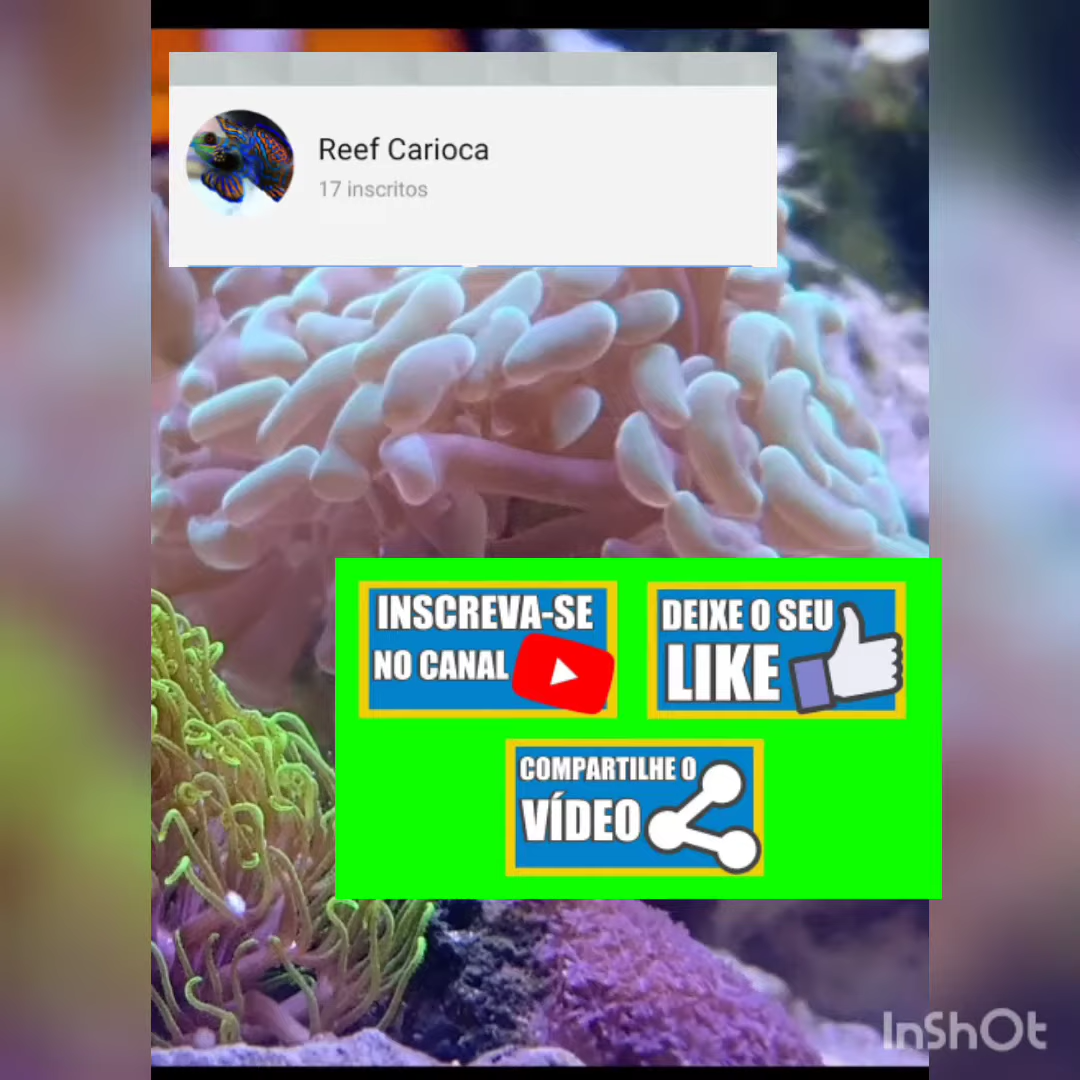 Reef Carioca
17 inscritos
INSCREVA-SE
NO CANAL
DEIXE O SEU
LIKE
COMPARTILHE O
VÍDEO
InShOt